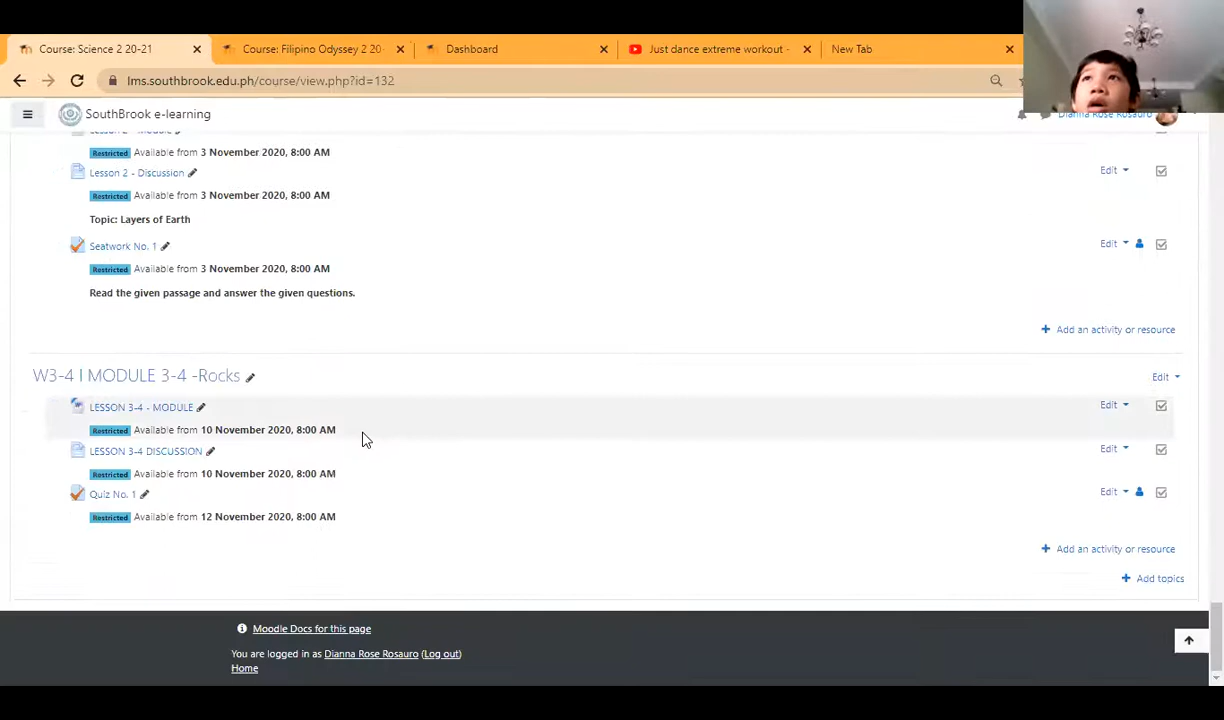 Course: Science 2 20-21
Course: Filipino Odyssey 2 20-
Dashboard
Just dance extreme workout -
New Tab
lms.southbrook.edu.ph/course/view.php?id=132
SouthBrook e-learning
Dianna Rose Rosauro
Lesson 2 - Module
Restricted Available from 3 November 2020, 8:00 AM
Lesson 2 - Discussion
Edit
Restricted Available from 3 November 2020, 8:00 AM
Topic: Layers of Earth
Seatwork No. 1
Edit
Restricted Available from 3 November 2020, 8:00 AM
Read the given passage and answer the given questions.
+ Add an activity or resource
W3-4 I MODULE 3-4 -Rocks
Edit
LESSON 3-4 - MODULE
Edit
Restricted Available from 10 November 2020, 8:00 AM
LESSON 3-4 DISCUSSION
Edit
Restricted Available from 10 November 2020, 8:00 AM
Quiz No. 1
Edit
Restricted Available from 12 November 2020, 8:00 AM
+ Add an activity or resource
+ Add topics
Moodle Docs for this page
You are logged in as Dianna Rose Rosauro (Log out)
Home